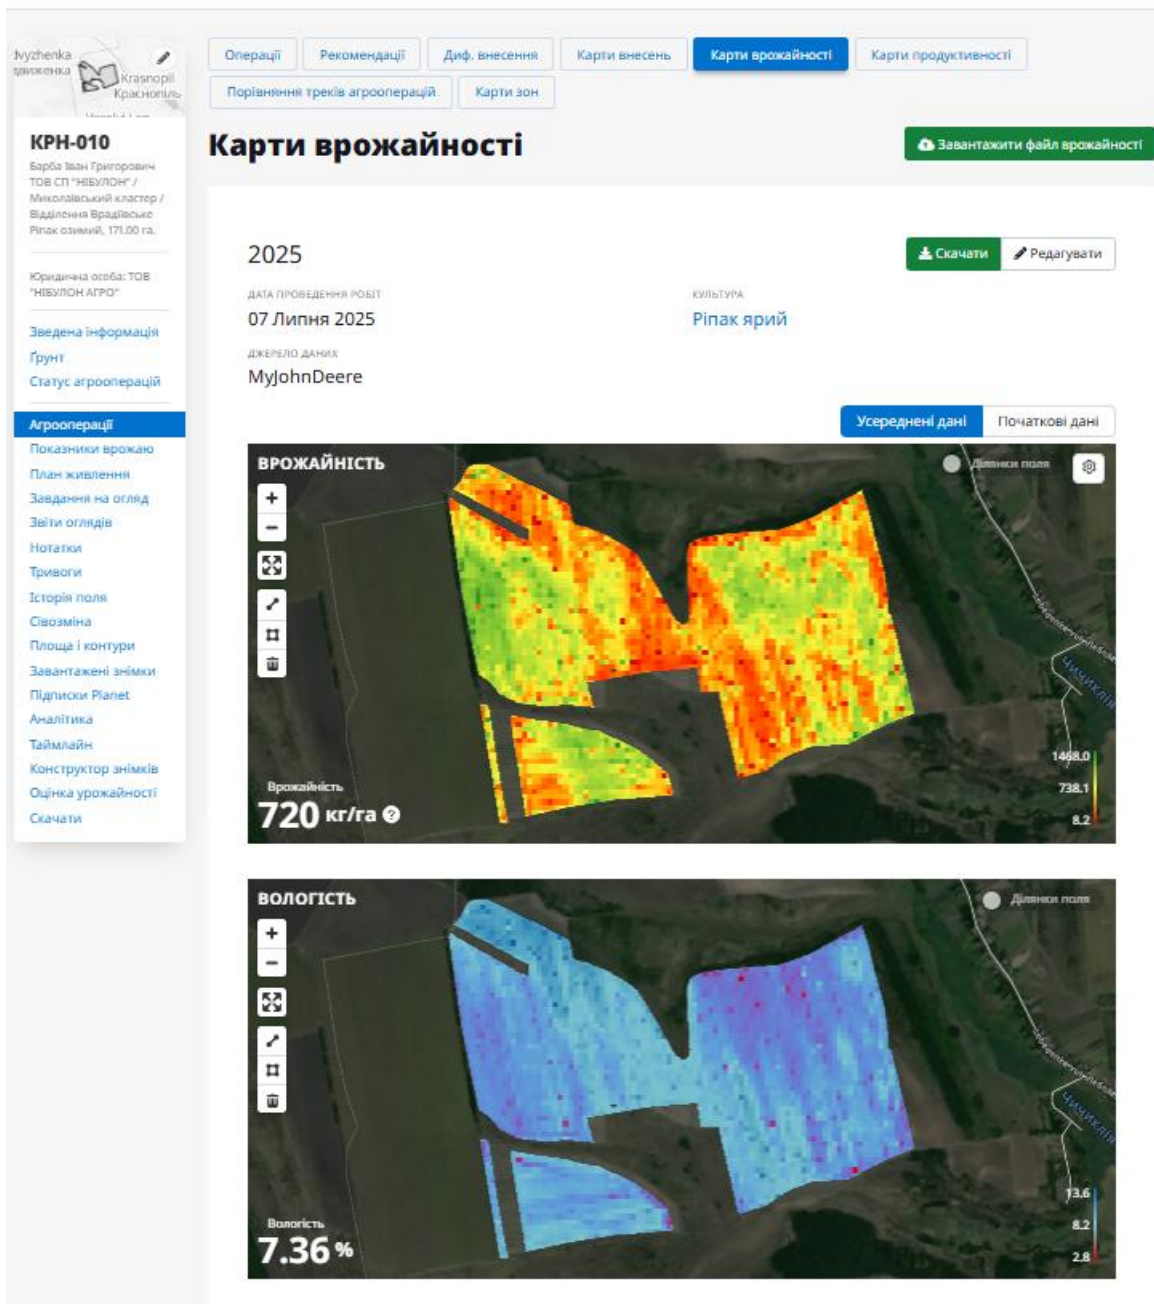 Операції
Рекомендації
Диф. внесення
Карти внесень
Карти врожайності
Карти продуктивності
Порівняння треків агрооперацій
Карти зон
Krasnopil
Краснопіль
КРН-010
Барба Іван Григорович
ТОВ СП "НІБУЛОН" /
Миколаївський кластер /
Відділення Врадіївське
Ріпак озимий, 171.00 га.
Юридична особа: ТОВ
"НІБУЛОН АГРО"
Зведена інформація
Ґрунт
Статус агрооперацій
Агрооперації
Показники врожаю
План живлення
Завдання на огляд
Звіти оглядів
Нотатки
Тривоги
Історія поля
Сівозміна
Площа і контури
Завантажені знімки
Підписки Planet
Аналітика
Таймлайн
Конструктор знімків
Оцінка урожайності
Скачати
Карти врожайності
Завантажити файл врожайності
2025
Скачати
Редагувати
ДАТА ПРОВЕДЕННЯ РОБІТ
07 Липня 2025
КУЛЬТУРА
Ріпак ярий
ДЖЕРЕЛО ДАНИХ
MyJohnDeere
Усереднені дані
Початкові дані
ВРОЖАЙНІСТЬ
Ділянки поля
Чичиклія
1468.0
738.1
8.2
Врожайність
720 кг/га
ВОЛОГІСТЬ
Ділянки поля
Чичиклія
13.6
8.2
2.8
Вологість
7.36 %